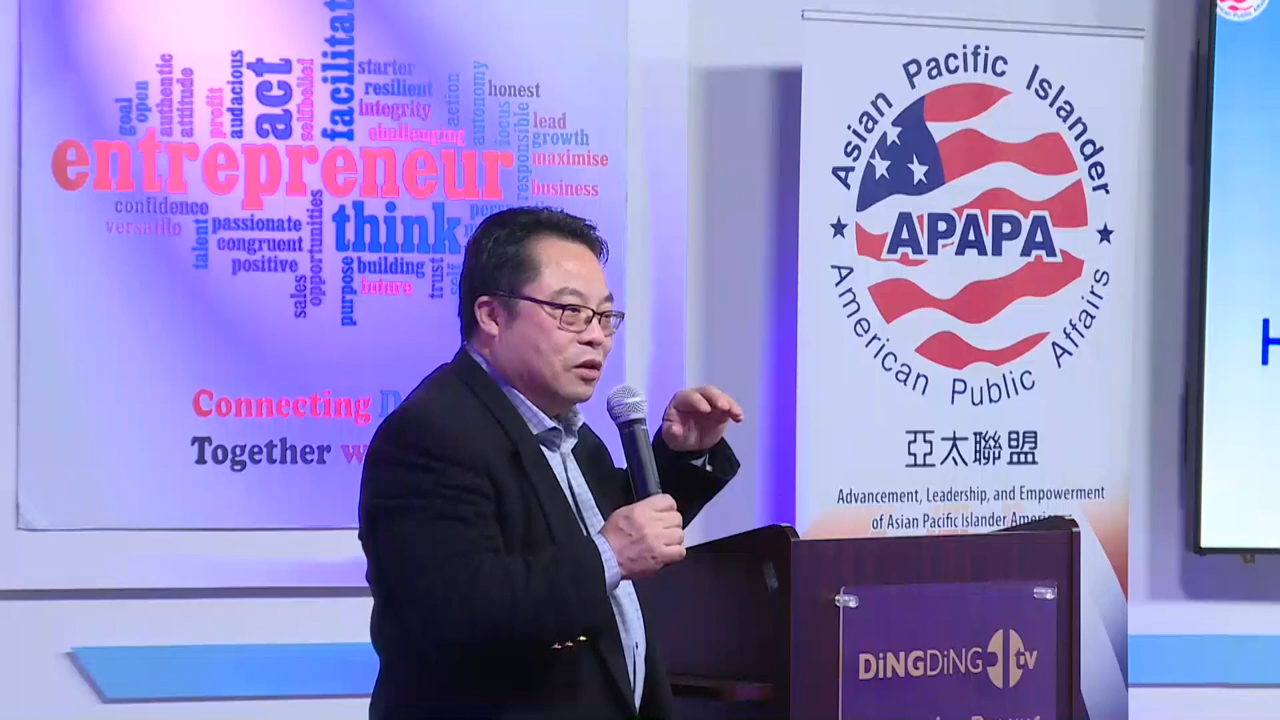 facilitat
act
goal
open
authentic
attitude
profit
audacious
selfbelief
starter
resilient
integrity
challenging
action
autonomy
honest
focus
responsible
lead
growth
maximise
business
entrepreneur
confidence
versatile
talent
passionate
congruent
positive
opportunities
sales
think
purpose
building
future
trust
self
Connecting D
Together w
Asian Pacific Islander
APAPA
American Public Affairs
亞太聯盟
Advancement, Leadership, and Empowerment
of Asian Pacific Islander Americ
DiNGDiNG tv
H